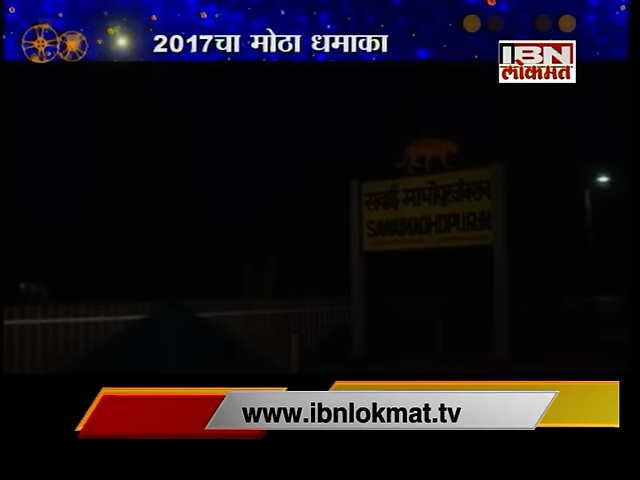 2017चा मोठा धमाका
IBN
लोकमत
सवाई माधोपुर जंक्शन
SAWAIMADHOPUR JN
www.ibnlokmat.tv